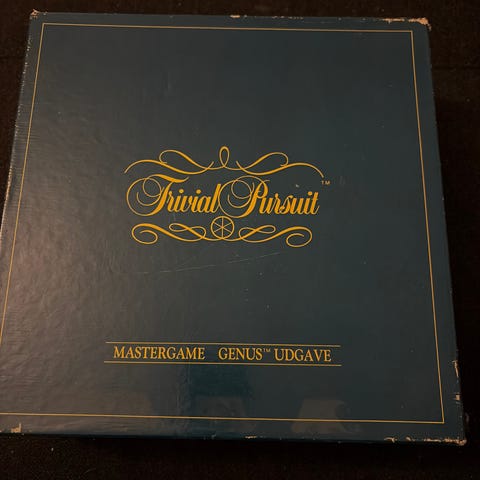 Trivial Pursuit™
MASTERGAME GENUS™ UDGAVE